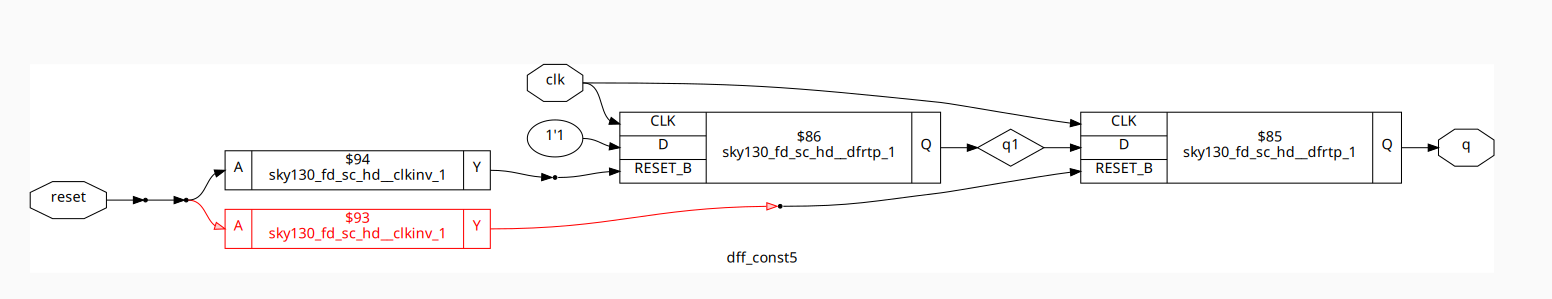 clk
CLK
D
RESET_B
$86
sky130_fd_sc_hd__dfrtp_1
Q
1'1
q1
CLK
D
RESET_B
$85
sky130_fd_sc_hd__dfrtp_1
Q
q
reset
A
$94
sky130_fd_sc_hd__clkinv_1
Y
A
$93
sky130_fd_sc_hd__clkinv_1
Y
dff_const5